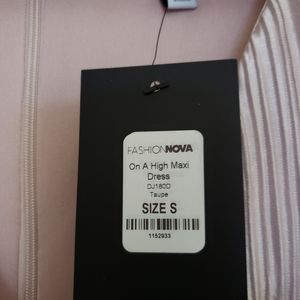 FASHIONNOVA
On A High Maxi
Dress
DJ180D
Taupe
SIZE S
1152933